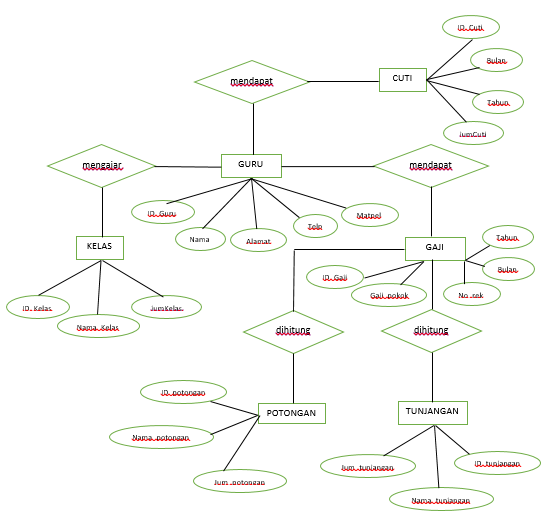 ID_Cuti
Bulan
mendapat
CUTI
Tahun
JumCuti
mengajar
GURU
mendapat
ID_Guru
Nama
Alamat
Telp
Matpel
KELAS
GAJI
Tahun
Bulan
ID_Gaji
Gaji_pokok
No_rek
ID_Kelas
Nama_Kelas
JumKelas
dihitung
dihitung
ID_potongan
POTONGAN
TUNJANGAN
Nama_potongan
Jum_potongan
Jum_tunjangan
ID_tunjangan
Nama_tunjangan